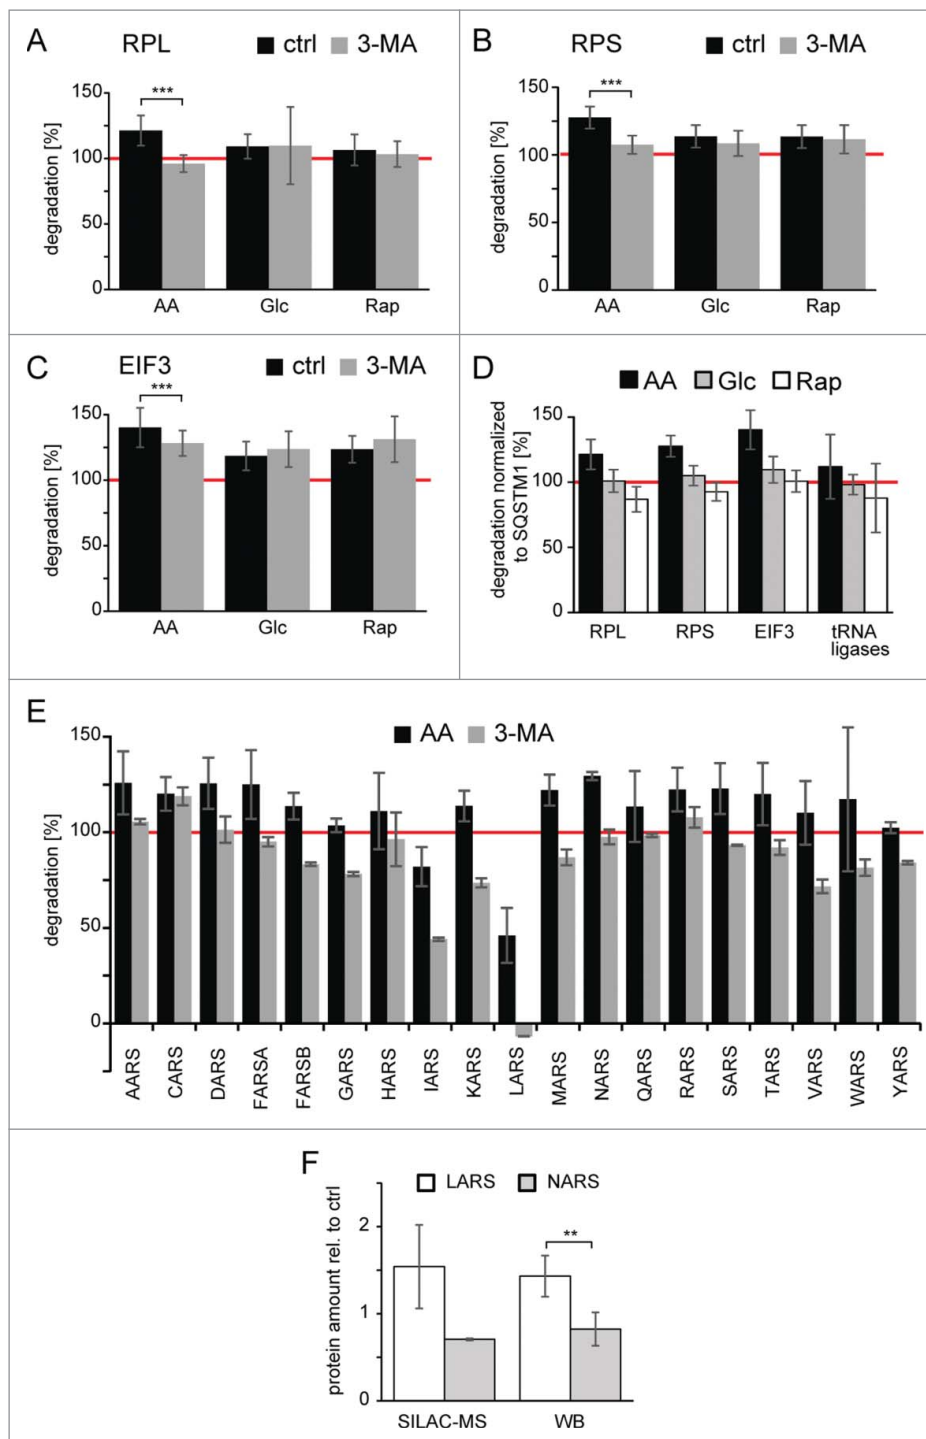 A
RPL
ctrl 3-MA
degradation [%]
150
100
50
0
***
AA Glc Rap
B
RPS
ctrl 3-MA
degradation [%]
150
100
50
0
***
AA Glc Rap
C
EIF3
ctrl 3-MA
degradation [%]
150
100
50
0
***
AA Glc Rap
D
AA Glc Rap
degradation normalized
to SQSTM1 [%]
150
100
50
0
RPL RPS EIF3 tRNA
ligases
E
AA 3-MA
degradation [%]
150
100
50
0
AARS
CARS
DARS
FARSA
FARSB
GARS
HARS
IARS
KARS
LARS
MARS
NARS
QARS
RARS
SARS
TARS
VARS
WARS
YARS
F
LARS NARS
protein amount rel. to ctrl
2
1
0
**
SILAC-MS WB